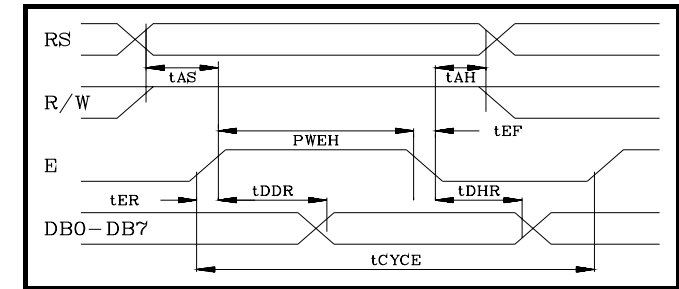 RS
tAS
tAH
R/W
tEF
PWEH
E
tER
tDDR
tDHR
DB0-DB7
tCYCE